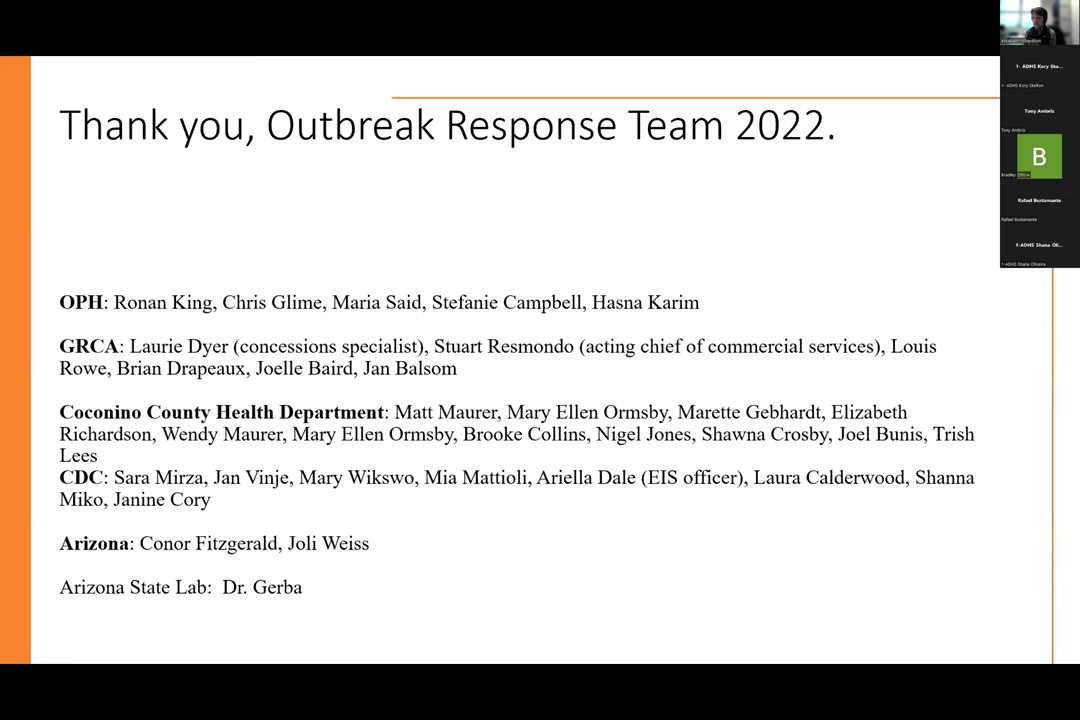 Thank you, Outbreak Response Team 2022.
OPH: Ronan King, Chris Glime, Maria Said, Stefanie Campbell, Hasna Karim
GRCA: Laurie Dyer (concessions specialist), Stuart Resmondo (acting chief of commercial services), Louis
Rowe, Brian Drapeaux, Joelle Baird, Jan Balsom
Coconino County Health Department: Matt Maurer, Mary Ellen Ormsby, Marette Gebhardt, Elizabeth
Richardson, Wendy Maurer, Mary Ellen Ormsby, Brooke Collins, Nigel Jones, Shawna Crosby, Joel Bunis, Trish
Lees
CDC: Sara Mirza, Jan Vinje, Mary Wikswo, Mia Mattioli, Ariella Dale (EIS officer), Laura Calderwood, Shanna
Miko, Janine Cory
Arizona: Conor Fitzgerald, Joli Weiss
Arizona State Lab: Dr. Gerba
1- ADHS Kory Ske...
1- ADHS Kory Skelton
Tony Ambriz
Tony Ambriz
B
Bradley
Rafael Bustamante
Rafael Bustamante
1-ADHS Shana Oli...
1-ADHS Shana Oliveira